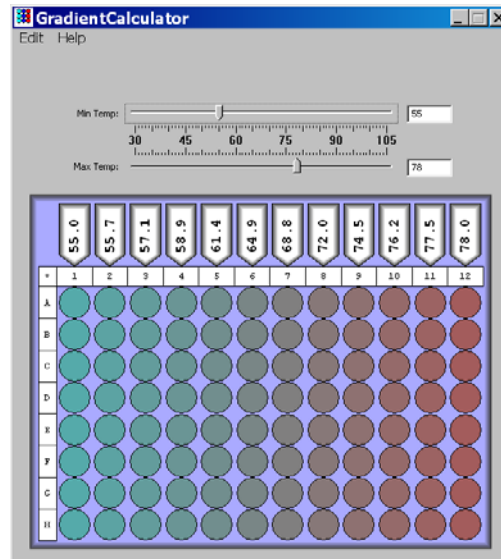 GradientCalculator
Edit Help
Min Temp: 55
30 45 60 75 90 105
Max Temp: 78
55.0 55.7 57.1 58.9 61.4 64.9 68.8 72.0 74.5 76.2 77.5 78.0
* 1 2 3 4 5 6 7 8 9 10 11 12
A
B
C
D
E
F
G
H